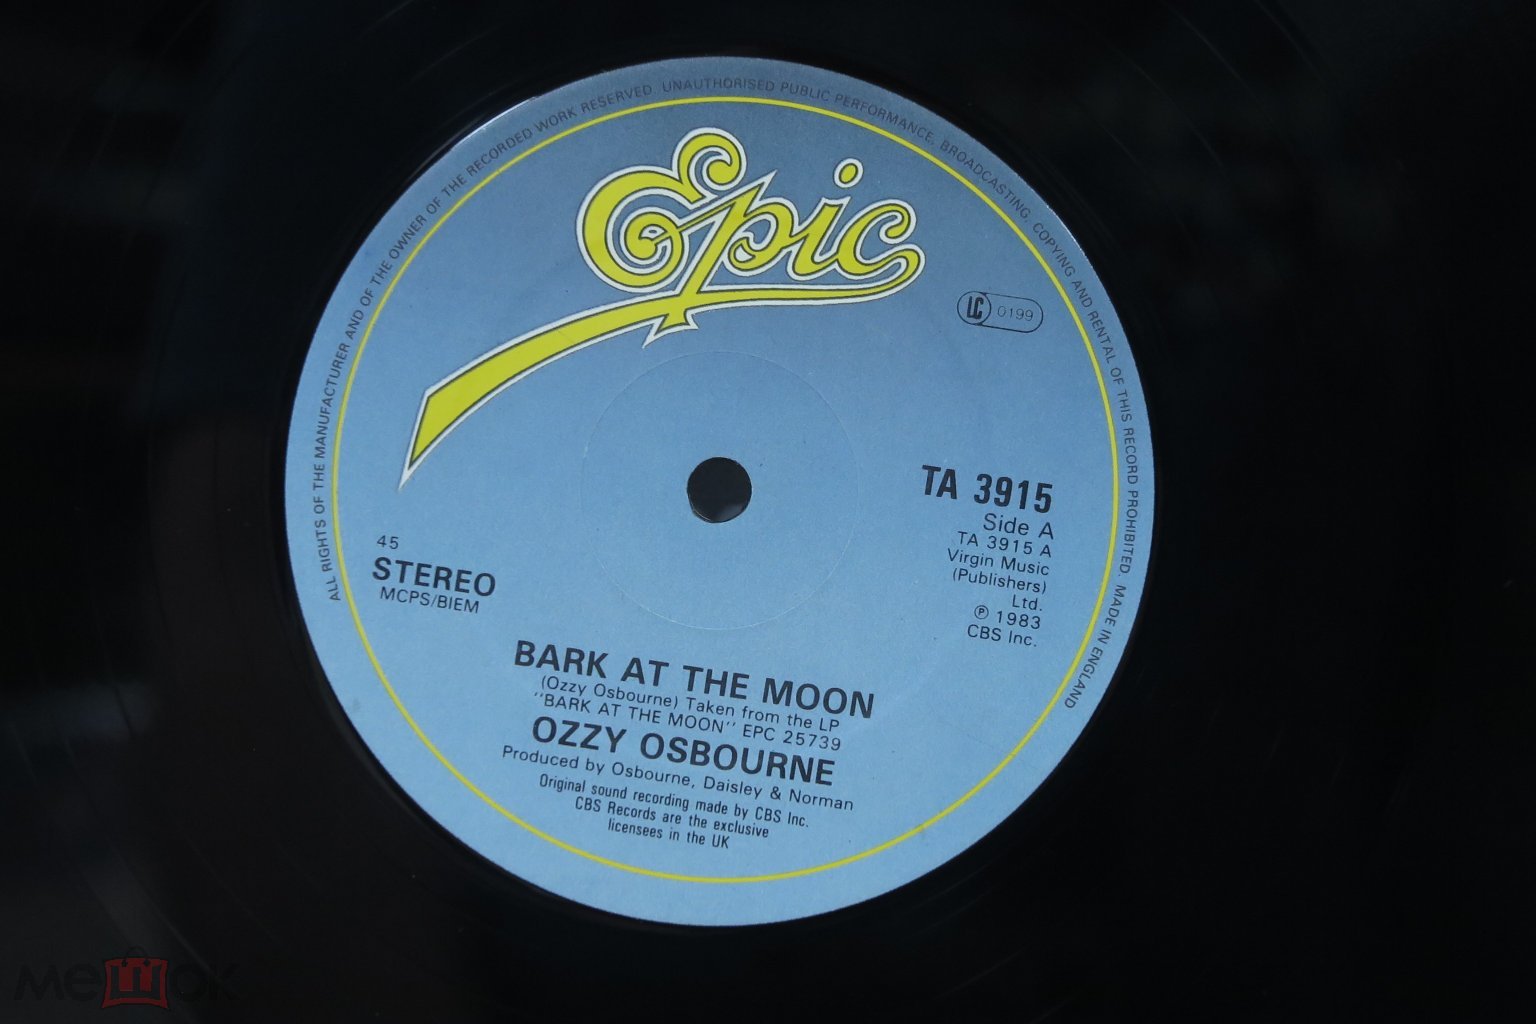 ALL RIGHTS OF THE MANUFACTURER AND OF THE OWNER OF THE RECORDED WORK RESERVED. UNAUTHORISED PUBLIC PERFORMANCE, BROADCASTING, COPYING AND RENTAL OF THIS RECORD PROHIBITED. MADE IN ENGLAND
Epic
LC 0199
TA 3915
Side A
TA 3915 A
Virgin Music
(Publishers)
Ltd.
℗ 1983
CBS Inc.
45
STEREO
MCPS/BIEM
BARK AT THE MOON
(Ozzy Osbourne) Taken from the LP
"BARK AT THE MOON" EPC 25739
OZZY OSBOURNE
Produced by Osbourne, Daisley & Norman
Original sound recording made by CBS Inc.
CBS Records are the exclusive
licensees in the UK
мешок